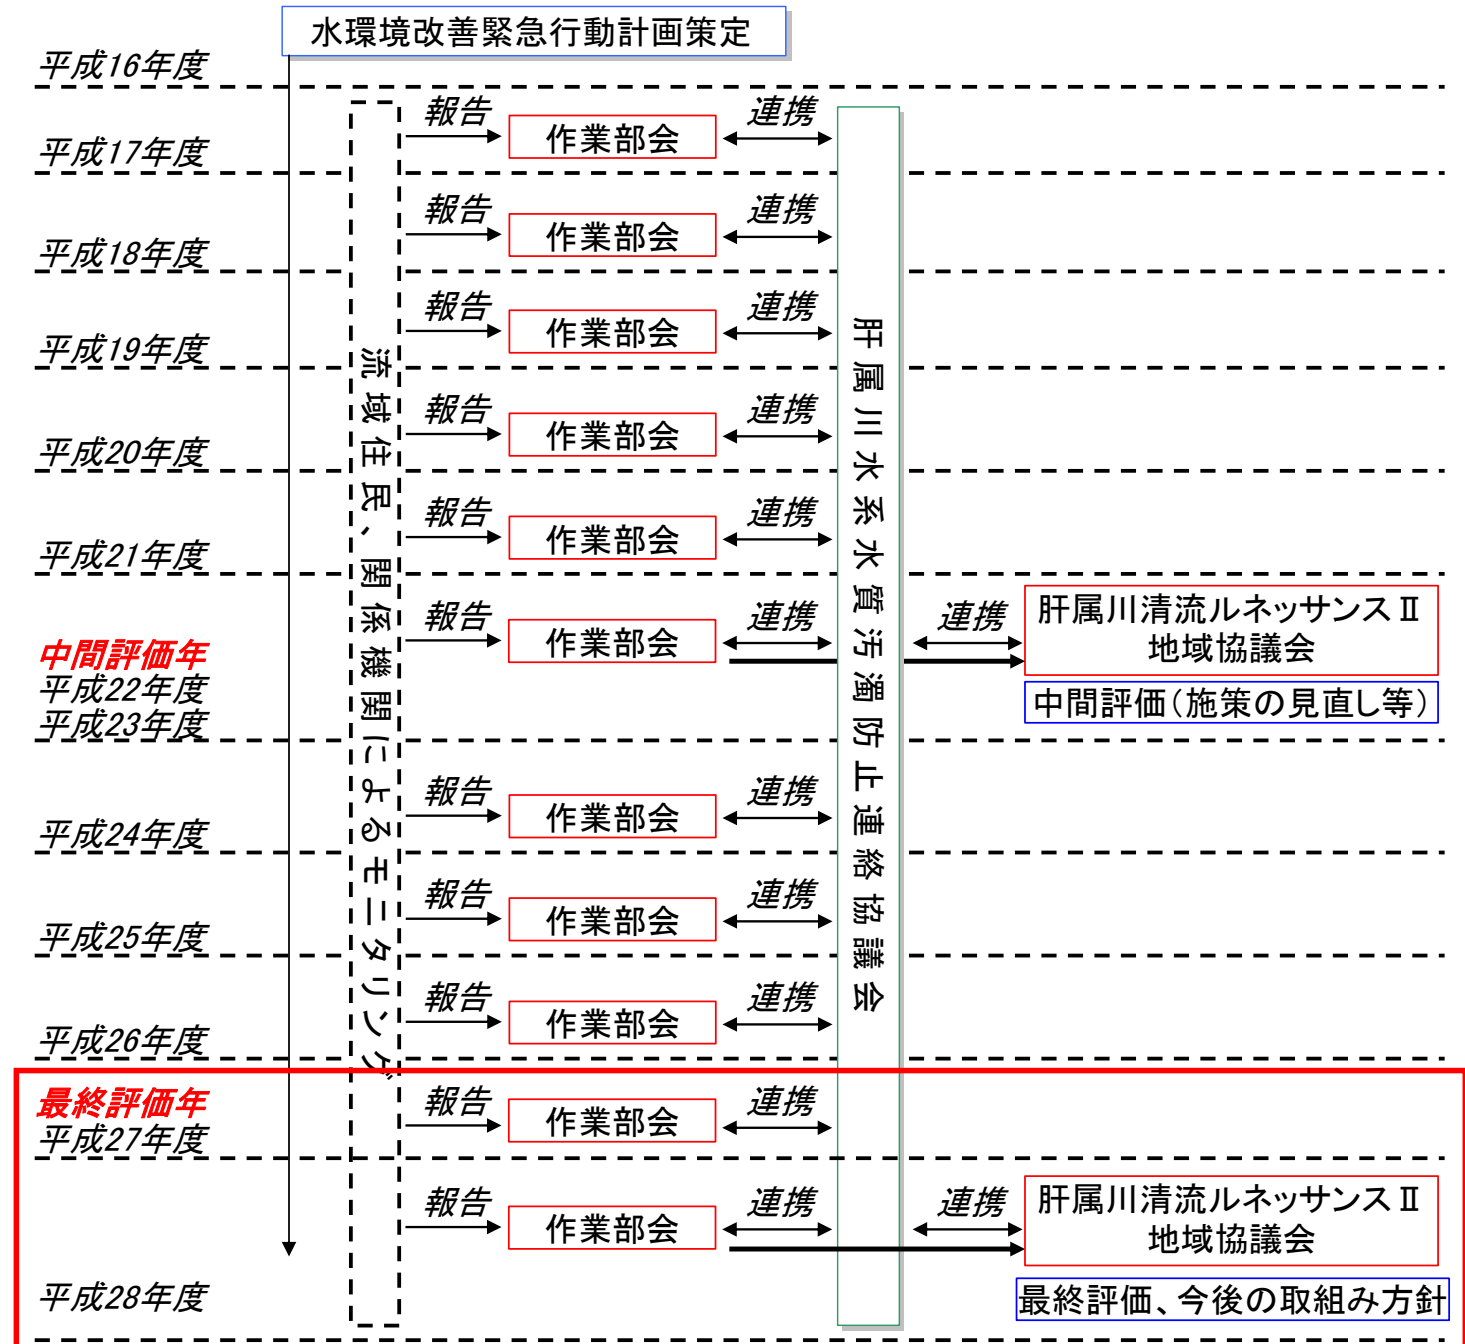 水環境改善緊急行動計画策定
平成16年度
報告
作業部会
連携
平成17年度
報告
作業部会
連携
平成18年度
報告
作業部会
連携
平成19年度
報告
作業部会
連携
平成20年度
報告
作業部会
連携
平成21年度
流域住民、関係機関によるモニタリング
肝属川水系水質汚濁防止連絡協議会
報告
作業部会
連携
連携
肝属川清流ルネッサンスⅡ
地域協議会
中間評価年
平成22年度
平成23年度
中間評価(施策の見直し等)
報告
作業部会
連携
平成24年度
報告
作業部会
連携
平成25年度
報告
作業部会
連携
平成26年度
最終評価年
平成27年度
報告
作業部会
連携
報告
作業部会
連携
連携
肝属川清流ルネッサンスⅡ
地域協議会
平成28年度
最終評価、今後の取組み方針